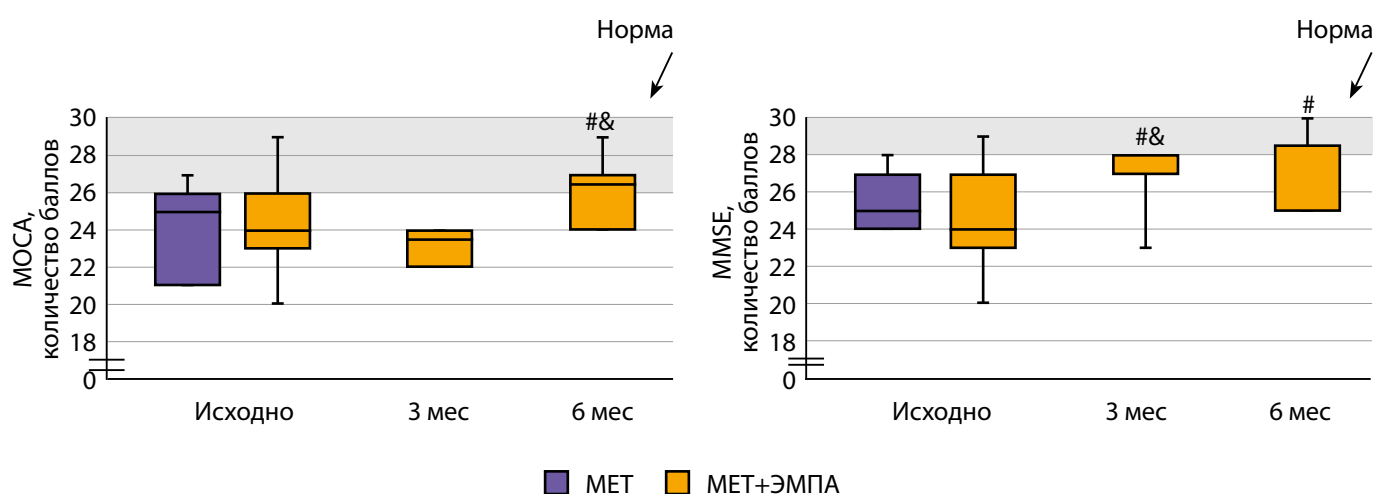 Норма
МОСА,
количество баллов
30
28
26
24
22
20
18
0
#&
Исходно
3 мес
6 мес
Норма
MMSE,
количество баллов
30
28
26
24
22
20
18
0
#&
#
Исходно
3 мес
6 мес
МЕТ
МЕТ+ЭМПА